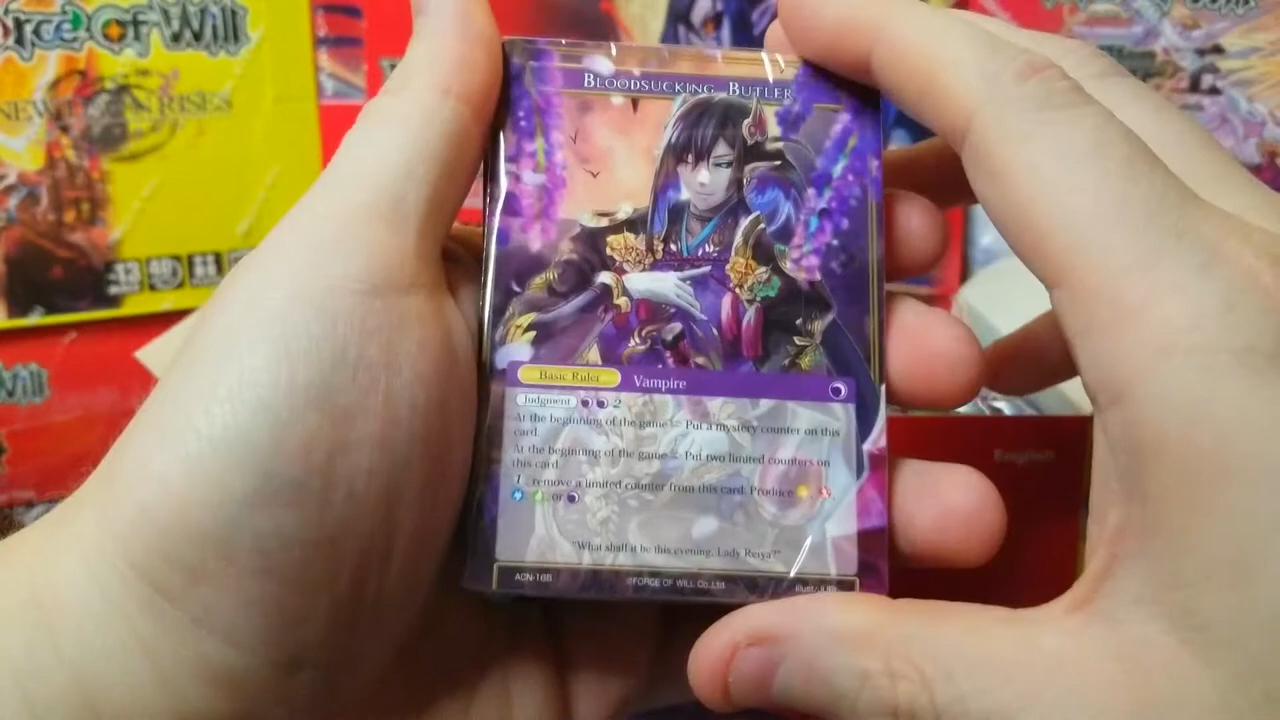 Force Of Will
NEW DAWN RISES
Will
English
BLOODSUCKING BUTLER
Basic Ruler Vampire
Judgment 2
At the beginning of the game Put a mystery counter on this
card.
At the beginning of the game Put two limited counters on
this card.
1, remove a limited counter from this card: Produce
, or
"What shall it be this evening, Lady Reiya?"
ACN-16B ©FORCE OF WILL Co.,Ltd. Illust/